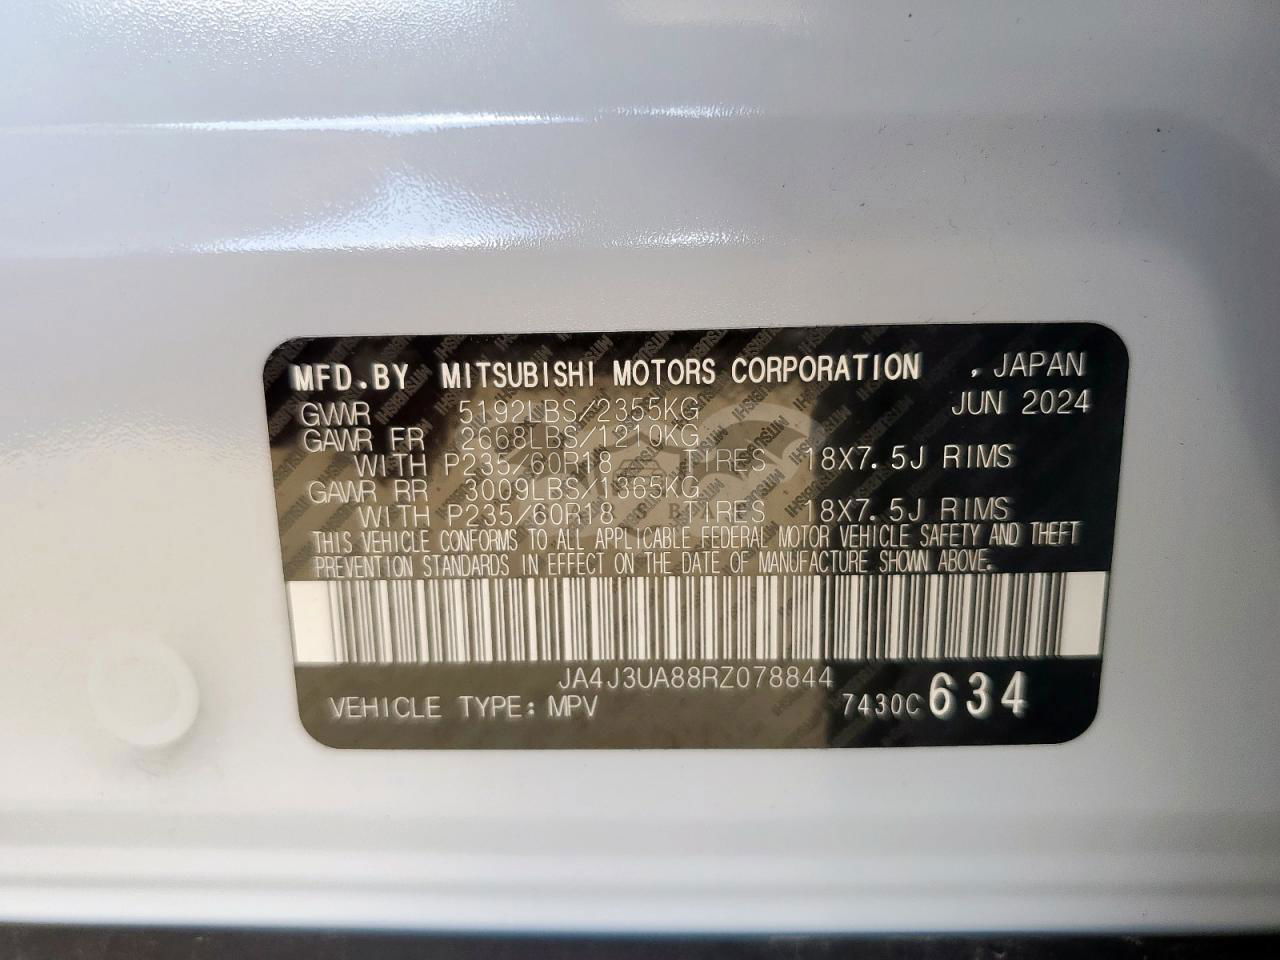 MFD.BY MITSUBISHI MOTORS CORPORATION , JAPAN
GVWR 5192LBS/2355KG JUN 2024
GAWR FR 2668LBS/1210KG
WITH P235/60R18 TIRES 18X7.5J RIMS
GAWR RR 3009LBS/1365KG
WITH P235/60R18 TIRES 18X7.5J RIMS
THIS VEHICLE CONFORMS TO ALL APPLICABLE FEDERAL MOTOR VEHICLE SAFETY AND THEFT
PREVENTION STANDARDS IN EFFECT ON THE DATE OF MANUFACTURE SHOWN ABOVE.
JA4J3UA88RZ078844
VEHICLE TYPE: MPV 7430C 634